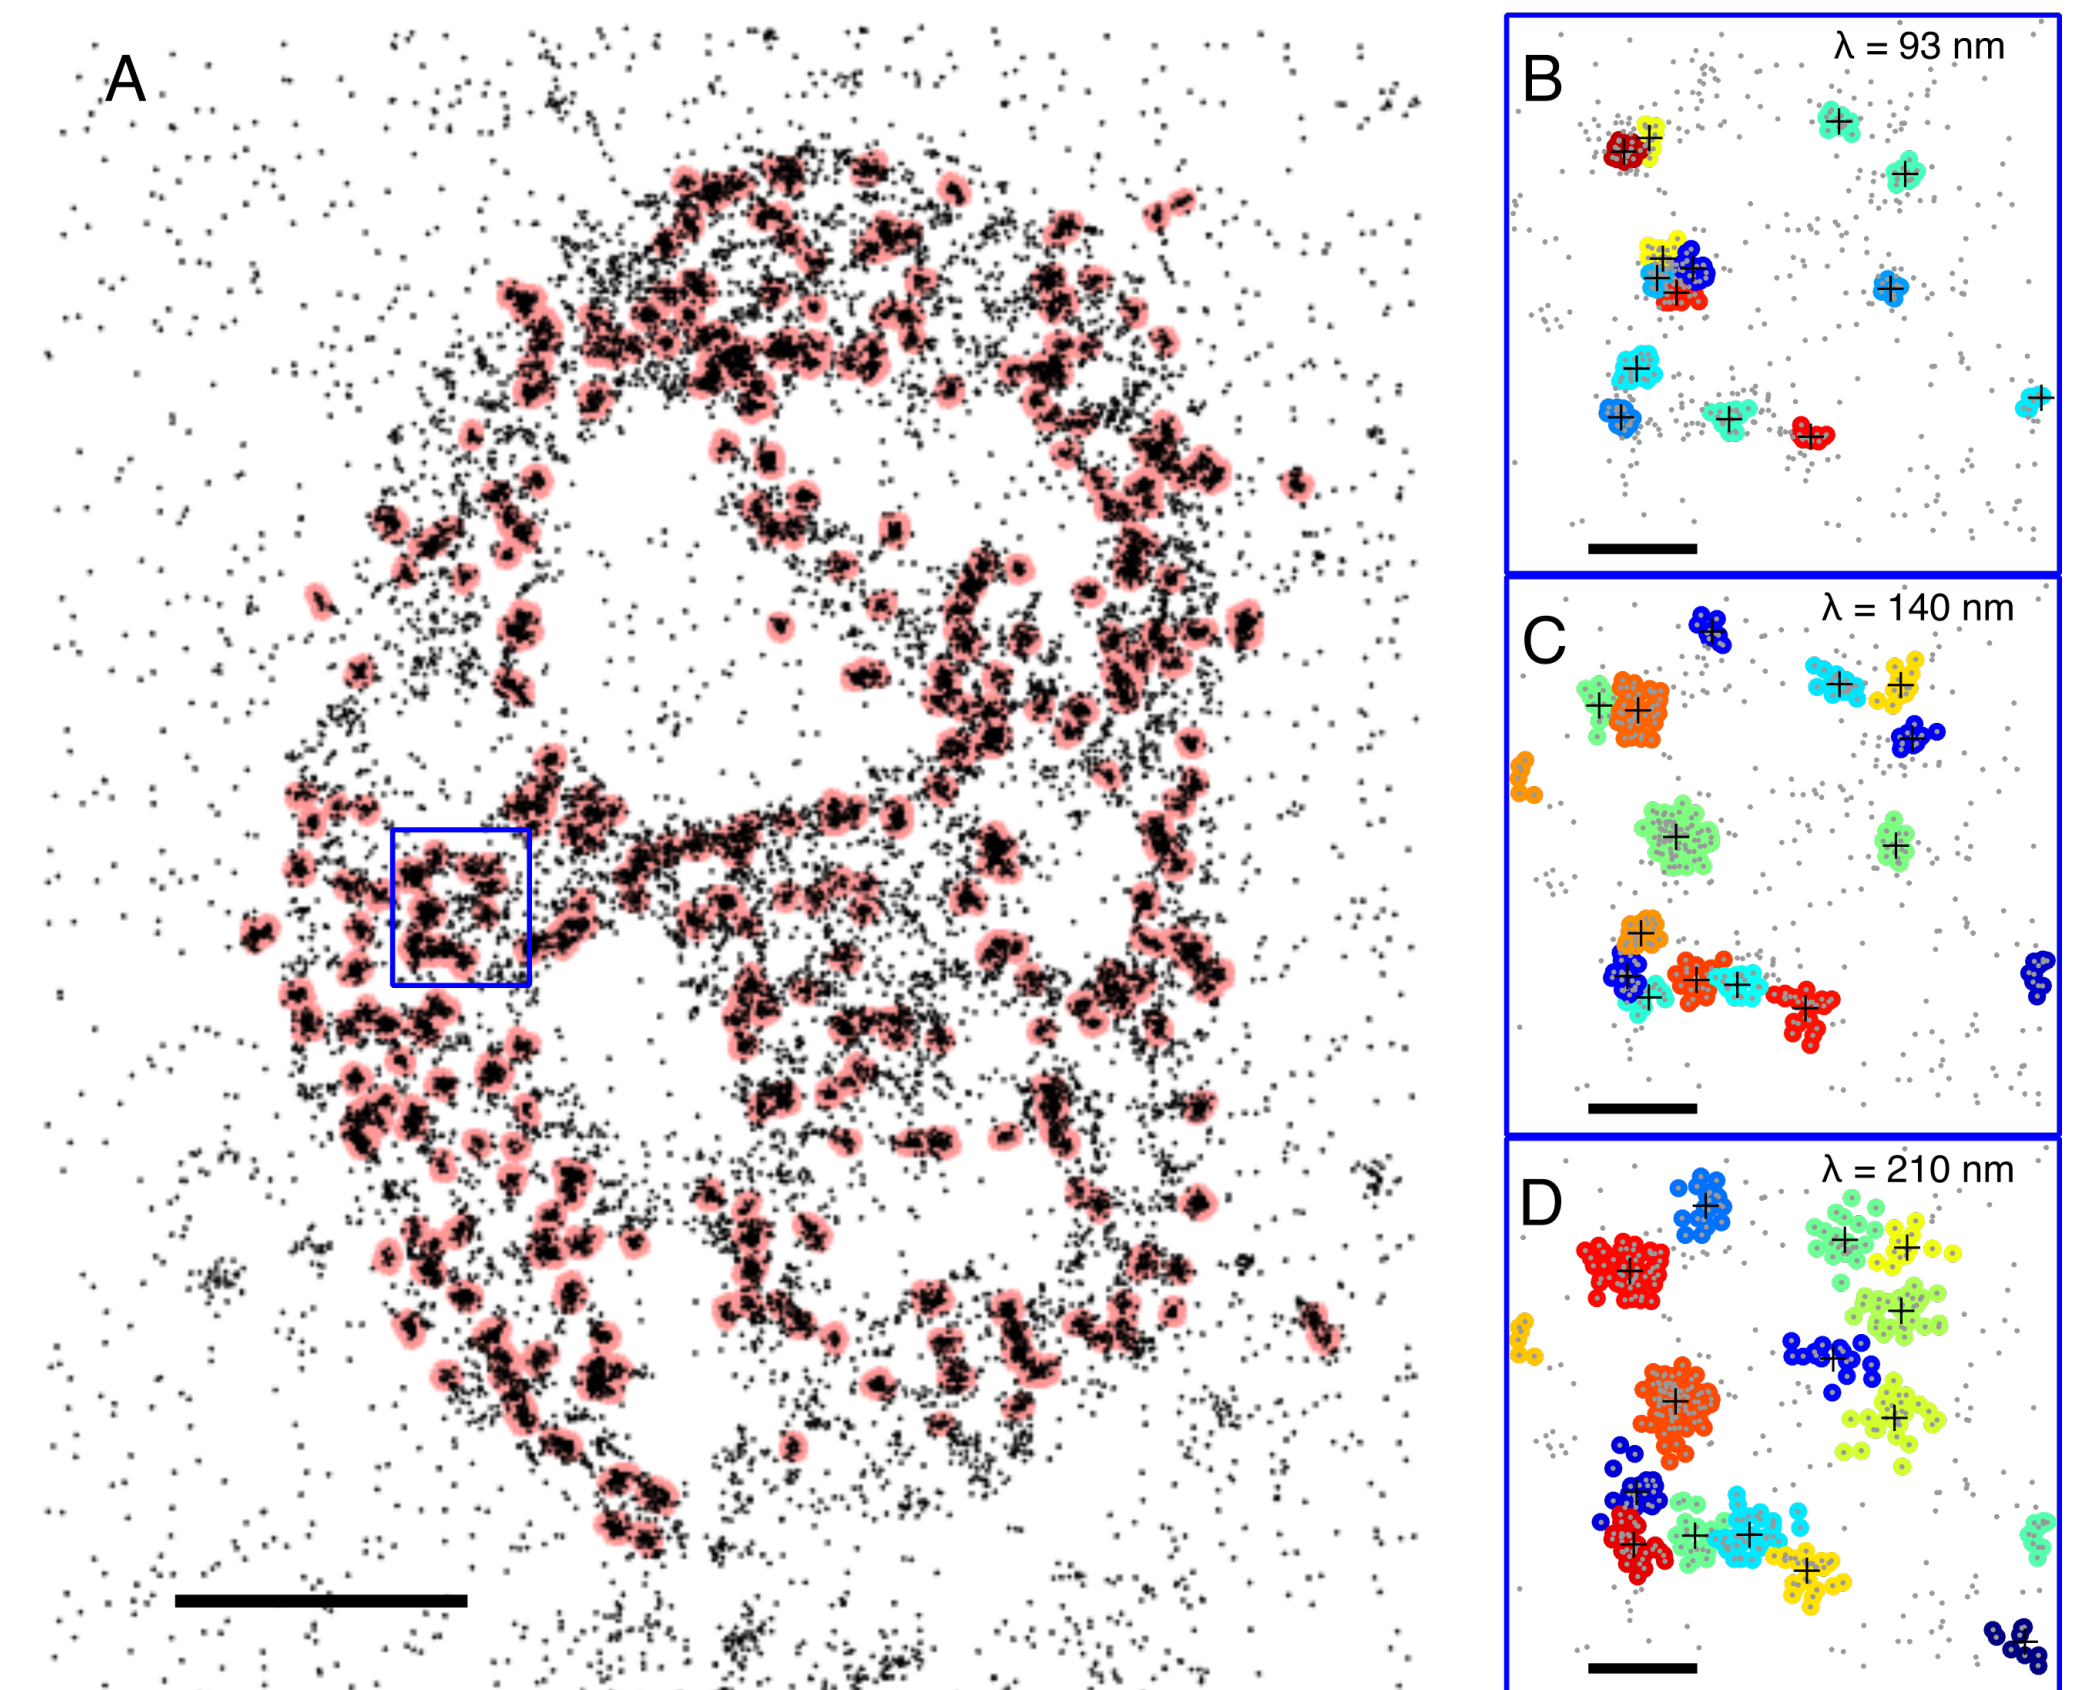 A
B
λ = 93 nm
C
λ = 140 nm
D
λ = 210 nm